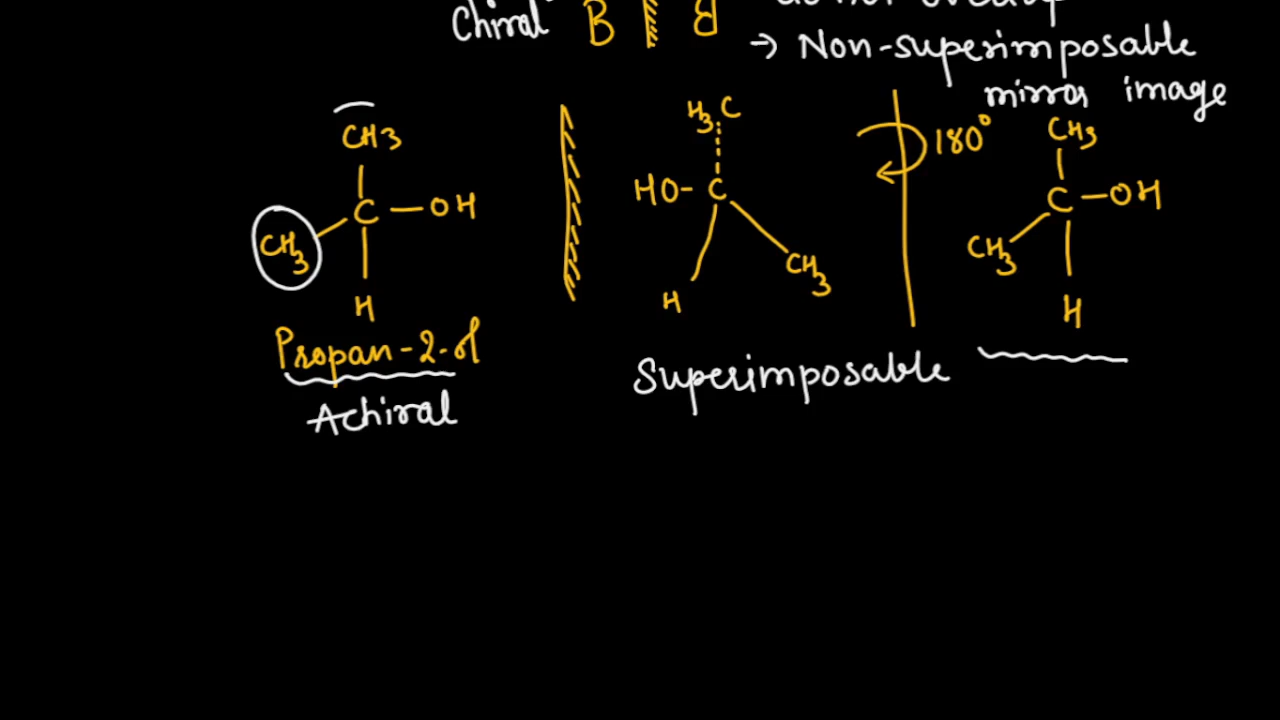 Chiral B
→ Non-superimposable
mirror image
CH3
CH3 C - OH
H
Propan-2-ol
Achiral
H3C
HO- C
H CH3
Superimposable
180°
CH3
C - OH
CH3
H